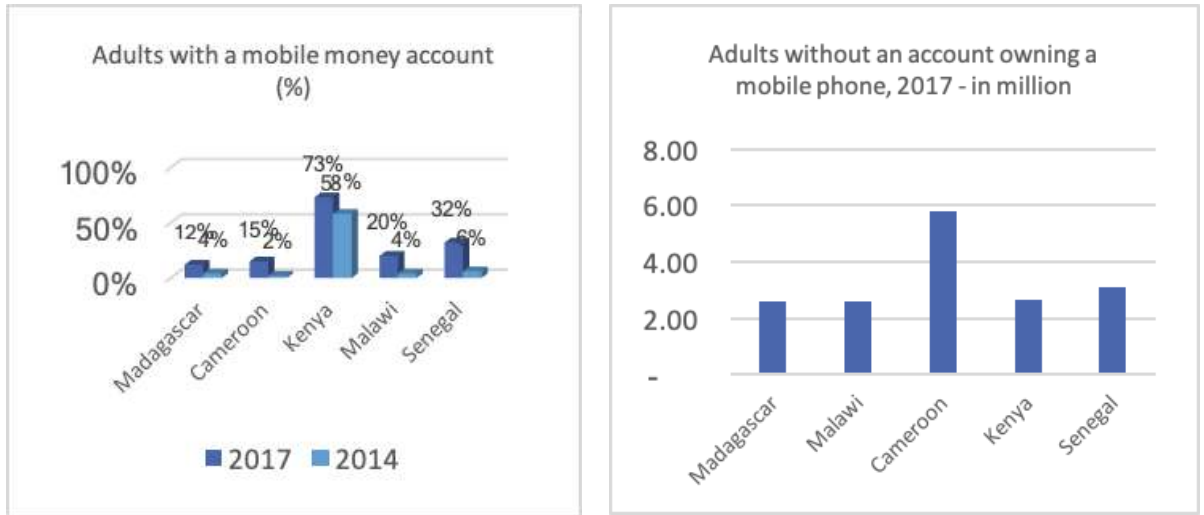 Adults with a mobile money account
(%)
100%
50%
0%
12%
4%
15%
2%
73%
58%
20%
4%
32%
6%
Madagascar
Cameroon
Kenya
Malawi
Senegal
2017
2014
Adults without an account owning a
mobile phone, 2017 - in million
8.00
6.00
4.00
2.00
-
Madagascar
Malawi
Cameroon
Kenya
Senegal